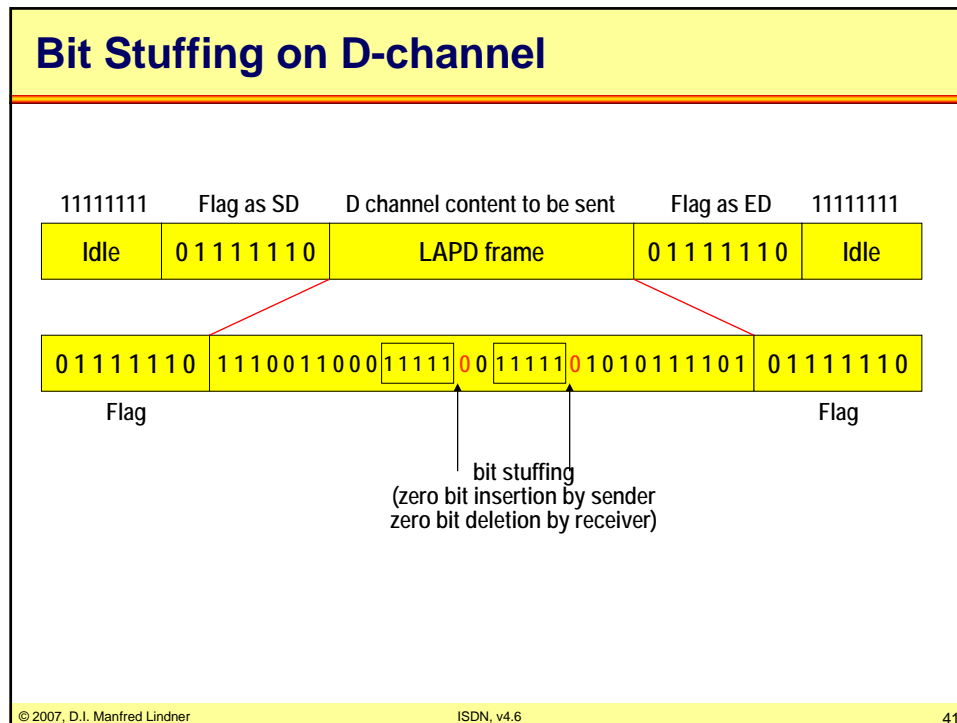 Bit Stuffing on D-channel
11111111 Flag as SD D channel content to be sent Flag as ED 11111111
Idle 0 1 1 1 1 1 1 0 LAPD frame 0 1 1 1 1 1 1 0 Idle
0 1 1 1 1 1 1 0 1 1 1 0 0 1 1 0 0 0 1 1 1 1 1 0 0 1 1 1 1 1 0 1 0 1 0 1 1 1 1 0 1 0 1 1 1 1 1 1 0
Flag Flag
bit stuffing
(zero bit insertion by sender
zero bit deletion by receiver)
© 2007, D.I. Manfred Lindner ISDN, v4.6 41